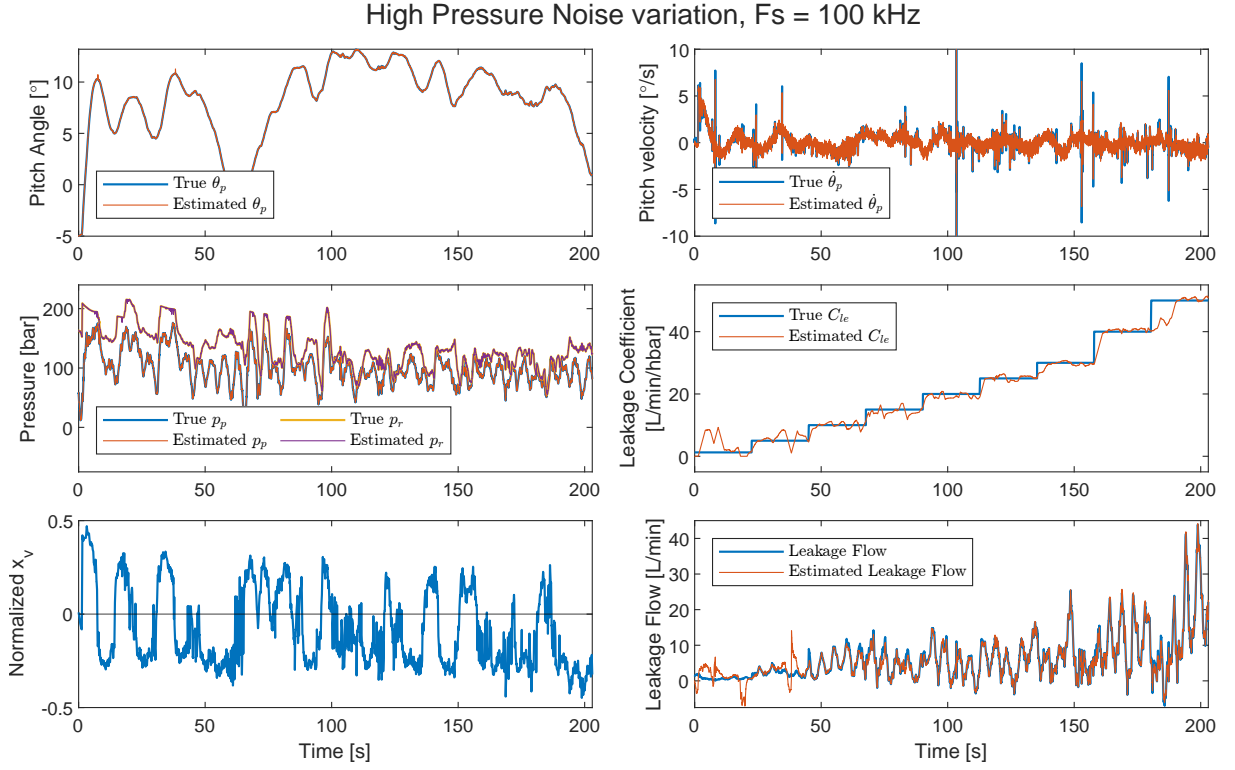 High Pressure Noise variation, Fs = 100 kHz
Pitch Angle [°]
10
5
0
-5
True θp
Estimated θp
0 50 100 150 200
Pitch velocity [°/s]
10
5
0
-5
-10
True θ̇p
Estimated θ̇p
0 50 100 150 200
Pressure [bar]
200
100
0
True pp
Estimated pp
True pr
Estimated pr
0 50 100 150 200
Leakage Coefficient
[L/min/hbar]
40
20
0
True Cle
Estimated Cle
0 50 100 150 200
Normalized xv
0.5
0
-0.5
0 50 100 150 200
Time [s]
Leakage Flow [L/min]
40
30
20
10
0
Leakage Flow
Estimated Leakage Flow
0 50 100 150 200
Time [s]